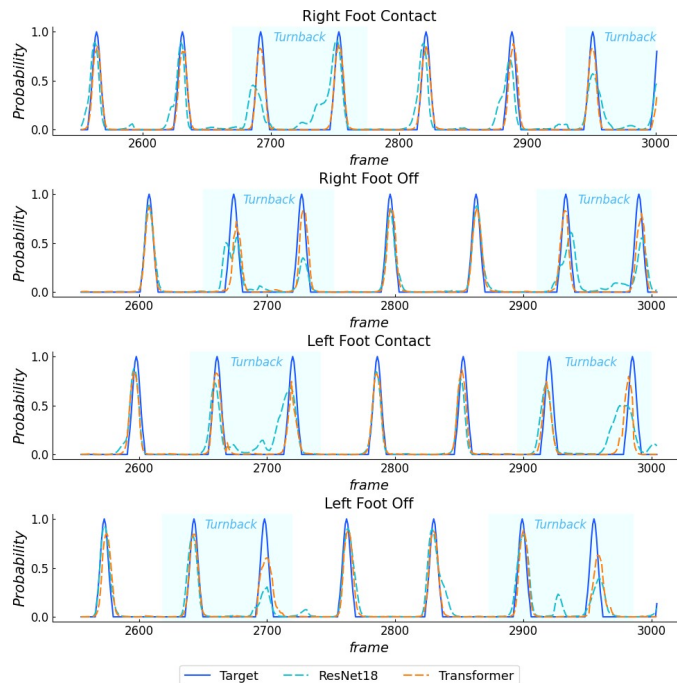 Right Foot Contact
Turnback Turnback
1.0
0.5
0.0
Probability
2600 2700 2800 2900 3000
frame
Right Foot Off
Turnback Turnback
1.0
0.5
0.0
Probability
2600 2700 2800 2900 3000
frame
Left Foot Contact
Turnback Turnback
1.0
0.5
0.0
Probability
2600 2700 2800 2900 3000
frame
Left Foot Off
Turnback Turnback
1.0
0.5
0.0
Probability
2600 2700 2800 2900 3000
frame
Target ResNet18 Transformer